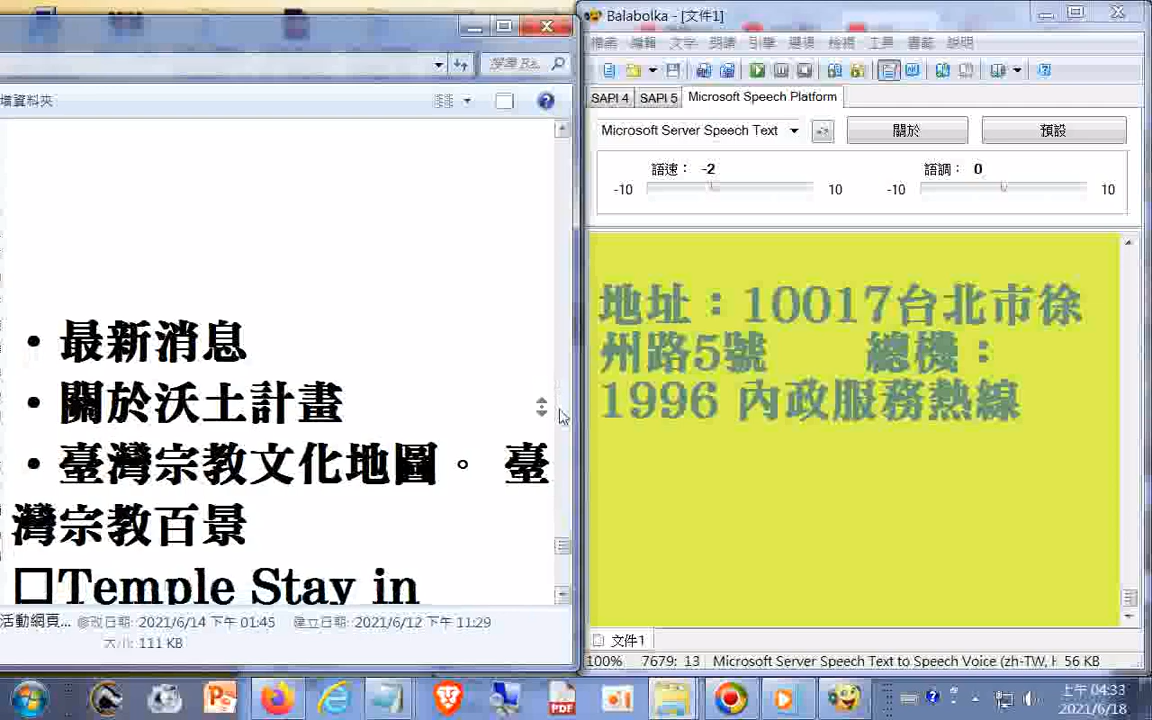 Balabolka - [文件1]
檔案 編輯 文字 朗讀 引擎 選項 檢視 工具 書籤 說明
SAPI 4 SAPI 5 Microsoft Speech Platform
Microsoft Server Speech Text
關於
預設
語速： -2
語調： 0
-10 10
-10 10
地址：10017台北市徐
州路5號 總機：
1996 內政服務熱線
文件1
100% 7679: 13 Microsoft Server Speech Text to Speech Voice (zh-TW, 56 KB
PDF
上午 04:33
2021/6/18
搜尋
檔資料夾
・最新消息
・關於沃土計畫
・臺灣宗教文化地圖。 臺
灣宗教百景
□Temple Stay in
活動網頁... 修改日期: 2021/6/14 下午 01:45 建立日期: 2021/6/12 下午 11:29
大小: 111 KB